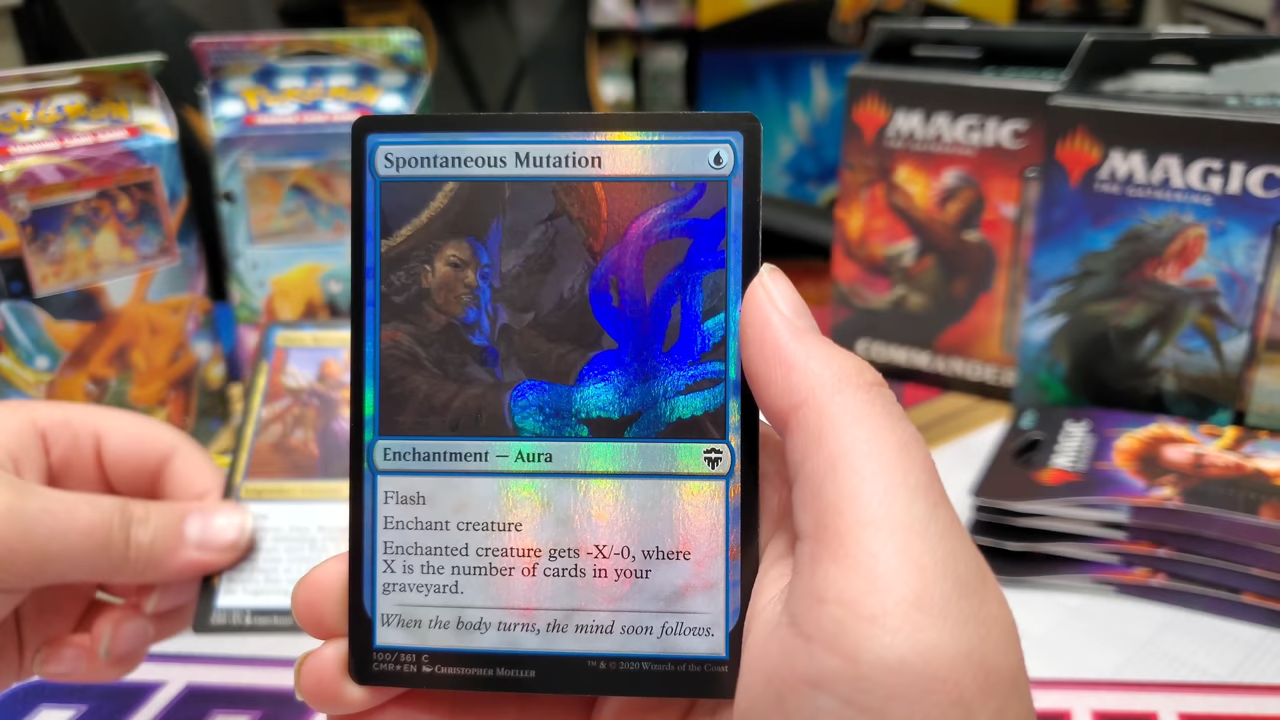 Pokémon
Pokémon
MAGIC
THE GATHERING
COMMANDER
MAGIC
THE GATHERING
MAGIC
Spontaneous Mutation
Enchantment — Aura
Flash
Enchant creature
Enchanted creature gets -X/-0, where
X is the number of cards in your
graveyard.
When the body turns, the mind soon follows.
100/361 C
CMR★EN Christopher Moeller
™ & © 2020 Wizards of the Coast